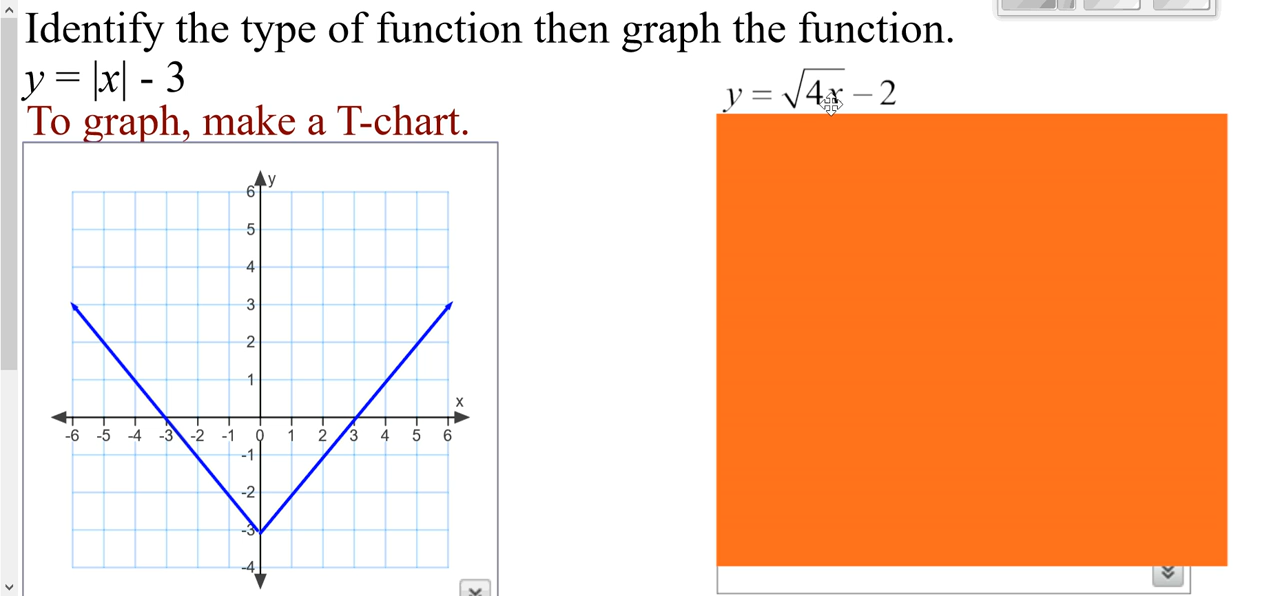 Identify the type of function then graph the function.
y = |x| - 3
To graph, make a T-chart.
y = √4x − 2
y
6
5
4
3
2
1
x
-6 -5 -4 -3 -2 -1 0 1 2 3 4 5 6
-1
-2
-3
-4